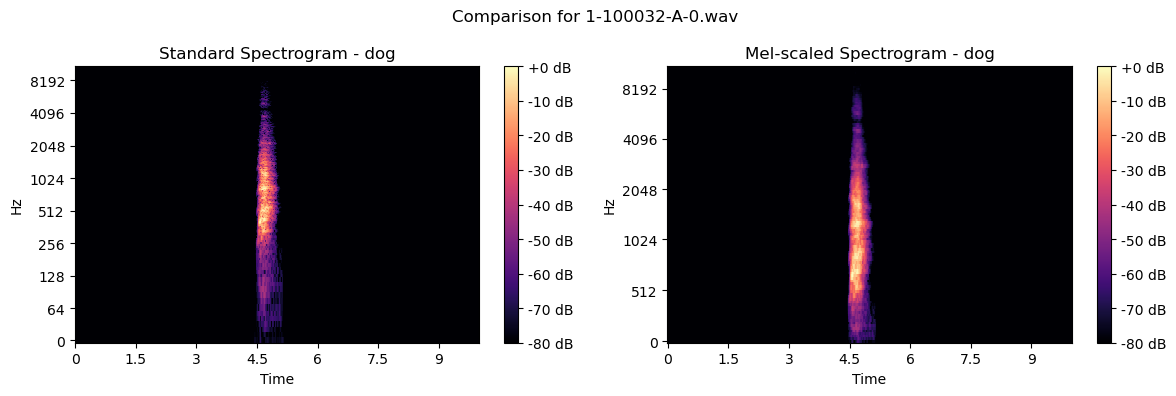 Comparison for 1-100032-A-0.wav
Standard Spectrogram - dog
Hz
8192
4096
2048
1024
512
256
128
64
0
0 1.5 3 4.5 6 7.5 9
Time
+0 dB
-10 dB
-20 dB
-30 dB
-40 dB
-50 dB
-60 dB
-70 dB
-80 dB
Mel-scaled Spectrogram - dog
Hz
8192
4096
2048
1024
512
0
0 1.5 3 4.5 6 7.5 9
Time
+0 dB
-10 dB
-20 dB
-30 dB
-40 dB
-50 dB
-60 dB
-70 dB
-80 dB